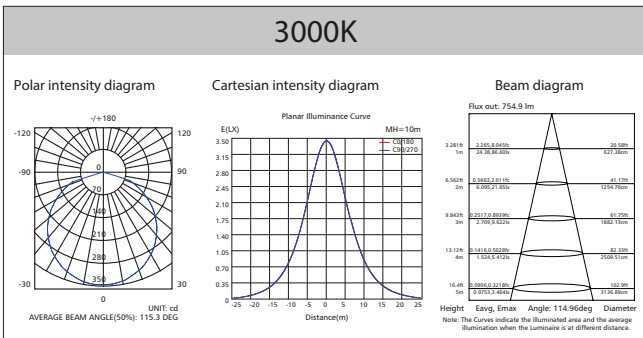 3000K
Polar intensity diagram
Cartesian intensity diagram
Beam diagram
-/+180
-120
120
-90
90
0
70
140
210
280
350
-30
30
0
UNIT: cd
AVERAGE BEAM ANGLE(50%): 115.3 DEG
Planar Illuminance Curve
E(LX)
MH=10m
C0/180
C90/270
3.50
3.15
2.80
2.45
2.10
1.75
1.40
1.05
0.70
0.35
0
-25 -20 -15 -10 -5 0 5 10 15 20 25
Distance(m)
Flux out: 754.9 lm
3.281ft 2.265,8.045fc 20.58ft
1m 24.38,86.60lx 627.38cm
6.562ft 0.5663,2.011fc 41.17ft
2m 6.095,21.65lx 1254.76cm
9.843ft 0.2517,0.8939fc 61.75ft
3m 2.709,9.622lx 1882.13cm
13.12ft 0.1416,0.5028fc 82.33ft
4m 1.524,5.412lx 2509.51cm
16.4ft 0.0906,0.3218fc 102.9ft
5m 0.9753,3.464lx 3136.89cm
Height Eavg, Emax Angle: 114.96deg Diameter
Note: The Curves indicate the illuminated area and the average
illumination when the Luminaire is at different distance.